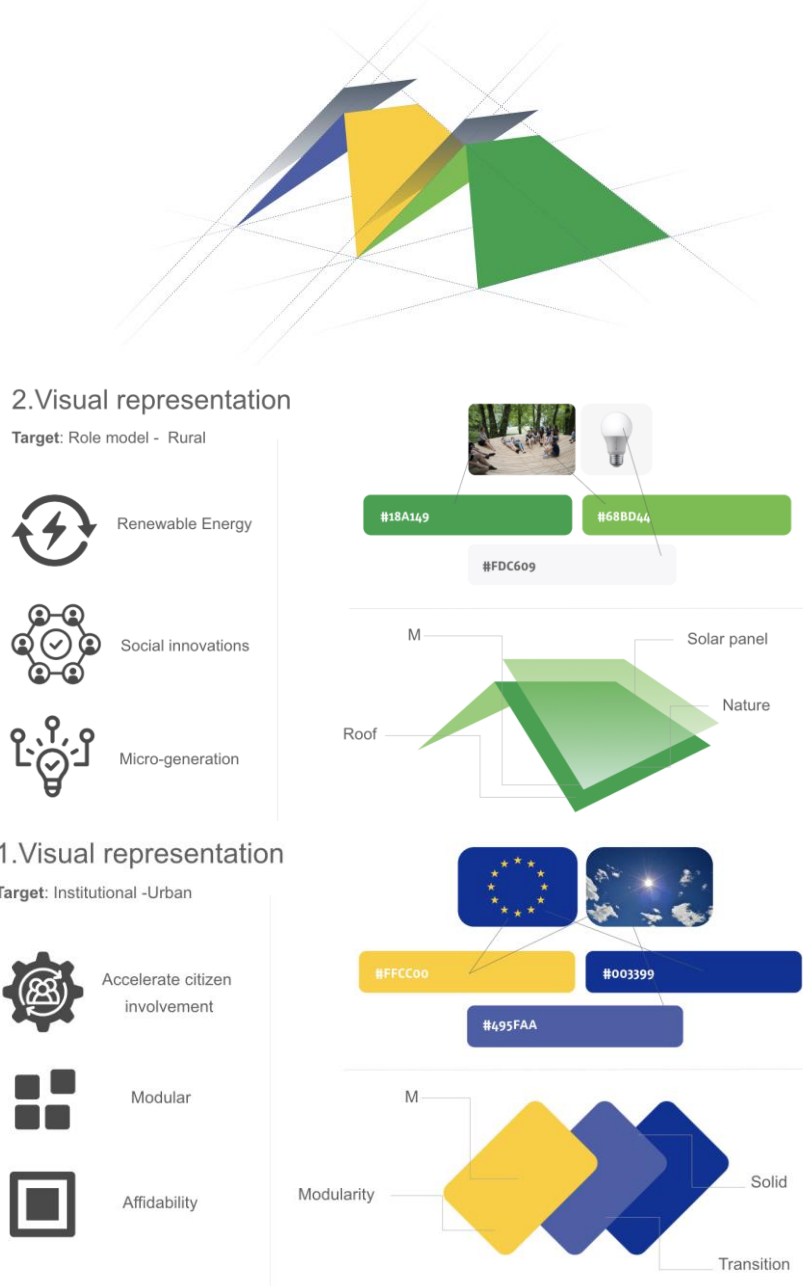 2.Visual representation
Target: Role model - Rural
Renewable Energy
Social innovations
Micro-generation
#18A149
#68BD44
#FDC609
M
Solar panel
Nature
Roof
1.Visual representation
Target: Institutional -Urban
Accelerate citizen
involvement
Modular
Affidability
#FFCC00
#003399
#495FAA
M
Modularity
Solid
Transition